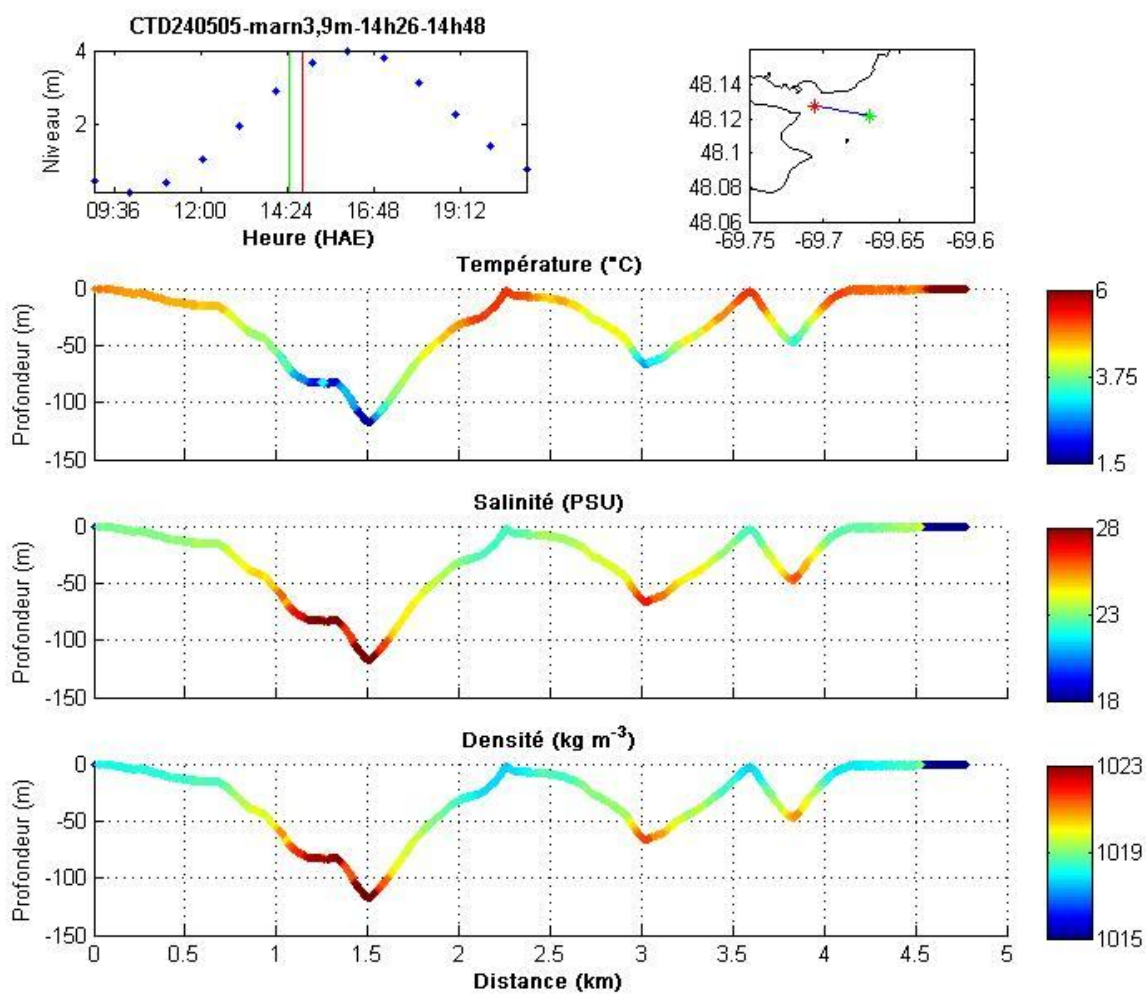 CTD240505-marn3,9m-14h26-14h48
Niveau (m)
4
2
09:36 12:00 14:24 16:48 19:12
Heure (HAE)
48.14
48.12
48.1
48.08
48.06
-69.75 -69.7 -69.65 -69.6
Température (°C)
Profondeur (m)
0
-50
-100
-150
6
3.75
1.5
Salinité (PSU)
Profondeur (m)
0
-50
-100
-150
28
23
18
Densité (kg m-3)
Profondeur (m)
0
-50
-100
-150
1023
1019
1015
0 0.5 1 1.5 2 2.5 3 3.5 4 4.5 5
Distance (km)